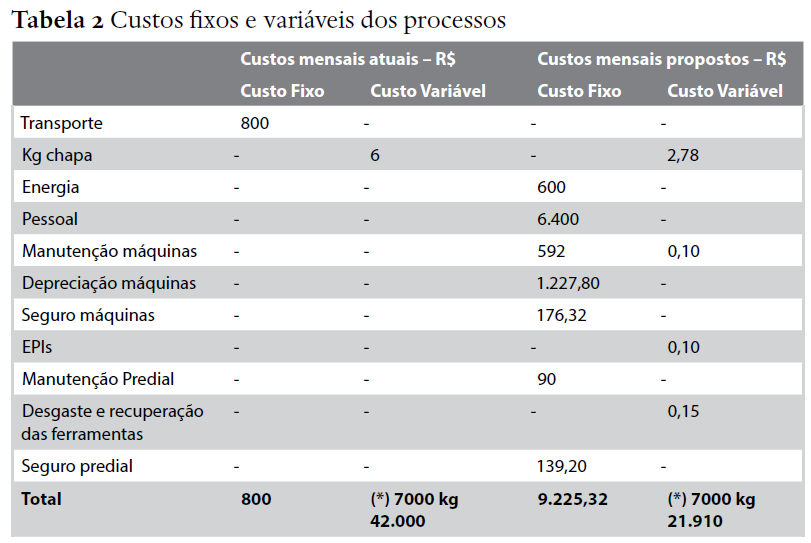 Tabela 2 Custos fixos e variáveis dos processos
Custos mensais atuais – R$ Custos mensais propostos – R$
Custo Fixo Custo Variável Custo Fixo Custo Variável
Transporte 800 - - -
Kg chapa - 6 - 2,78
Energia - - 600 -
Pessoal - - 6.400 -
Manutenção máquinas - - 592 0,10
Depreciação máquinas - - 1.227,80 -
Seguro máquinas - - 176,32 -
EPIs - - - 0,10
Manutenção Predial - - 90 -
Desgaste e recuperação - - - 0,15
das ferramentas
Seguro predial - - 139,20 -
Total 800 (*) 7000 kg 9.225,32 (*) 7000 kg
42.000 21.910